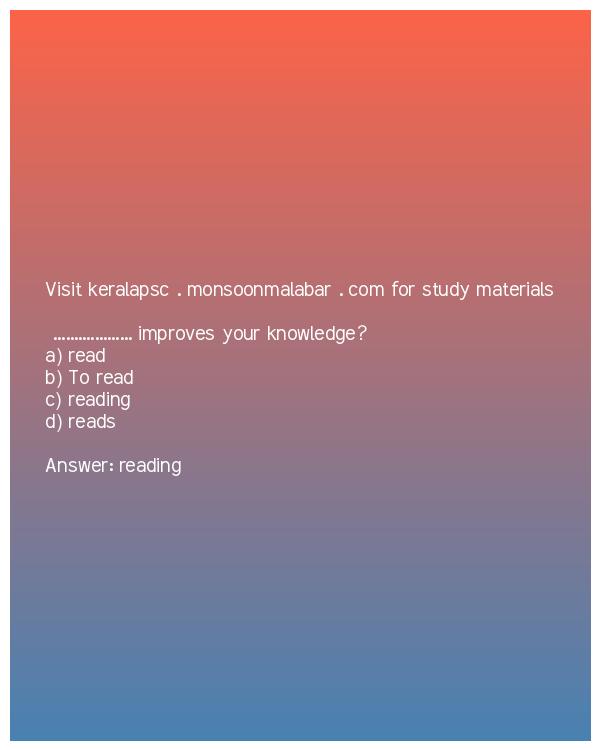 Visit keralapsc . monsoonmalabar . com for study materials
................... improves your knowledge?
a) read
b) To read
c) reading
d) reads
Answer: reading